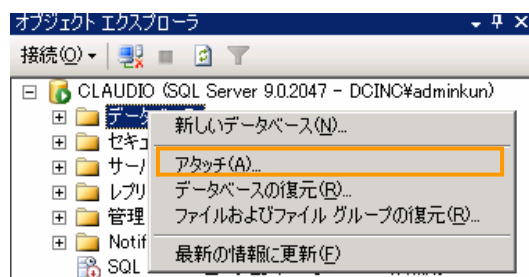 オブジェクト エクスプローラ
接続(O)
CLAUDIO (SQL Server 9.0.2047 - DCINC¥adminkun)
新しいデータベース(N)...
セキュ
アタッチ(A)...
サーバ
データベースの復元(R)...
レプリ
ファイルおよびファイル グループの復元(R)...
管理
Notif
最新の情報に更新(F)
SQL